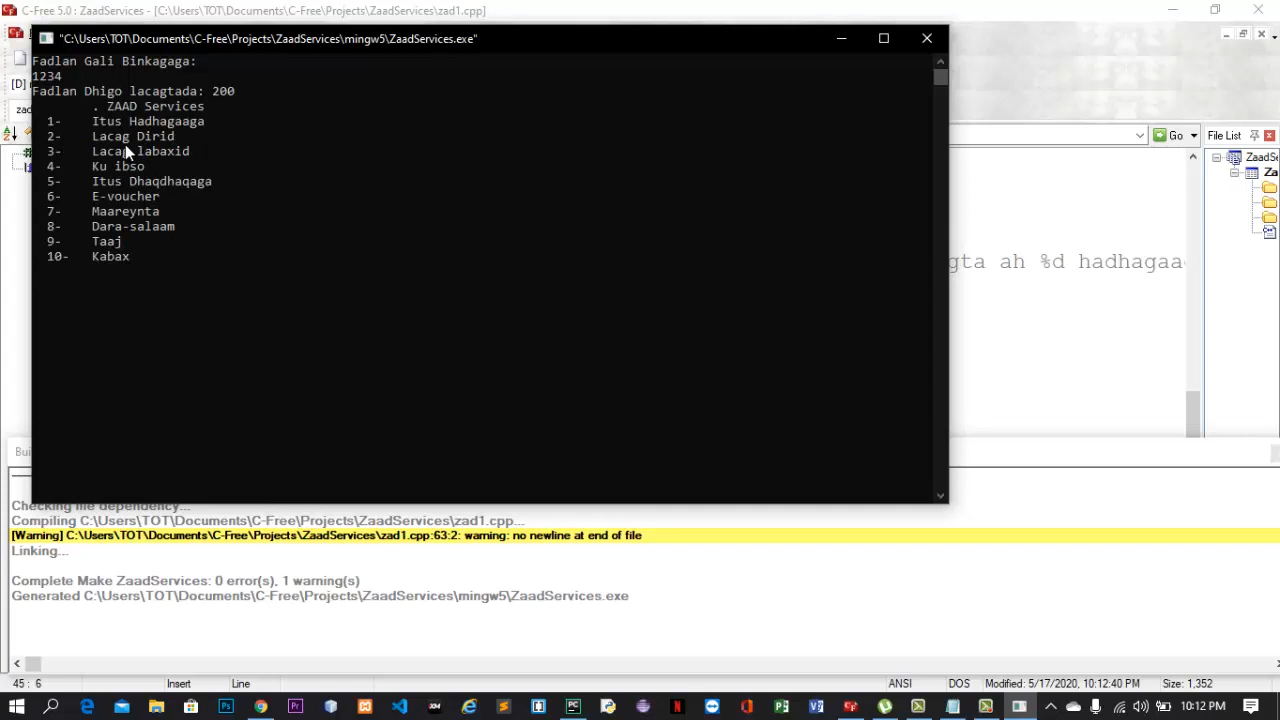 C-Free 5.0 : ZaadServices - [C:\Users\TOT\Documents\C-Free\Projects\ZaadServices\zad1.cpp]
"C:\Users\TOT\Documents\C-Free\Projects\ZaadServices\mingw5\ZaadServices.exe"
Fadlan Gali Binkagaga:
1234
Fadlan Dhigo lacagtada: 200
. ZAAD Services
1- Itus Hadhagaaga
2- Lacag Dirid
3- Lacag labaxid
4- Ku ibso
5- Itus Dhaqdhaqaga
6- E-voucher
7- Maareynta
8- Dara-salaam
9- Taaj
10- Kabax
[D]
zad
Go
File List
ZaadSe
Za
gta ah %d hadhagaa
Bui
Checking file dependency...
Compiling C:\Users\TOT\Documents\C-Free\Projects\ZaadServices\zad1.cpp...
[Warning] C:\Users\TOT\Documents\C-Free\Projects\ZaadServices\zad1.cpp:63:2: warning: no newline at end of file
Linking...
Complete Make ZaadServices: 0 error(s), 1 warning(s)
Generated C:\Users\TOT\Documents\C-Free\Projects\ZaadServices\mingw5\ZaadServices.exe
45 : 6 Insert Line ANSI DOS Modified: 5/17/2020, 10:12:40 PM Size: 1,352
10:12 PM